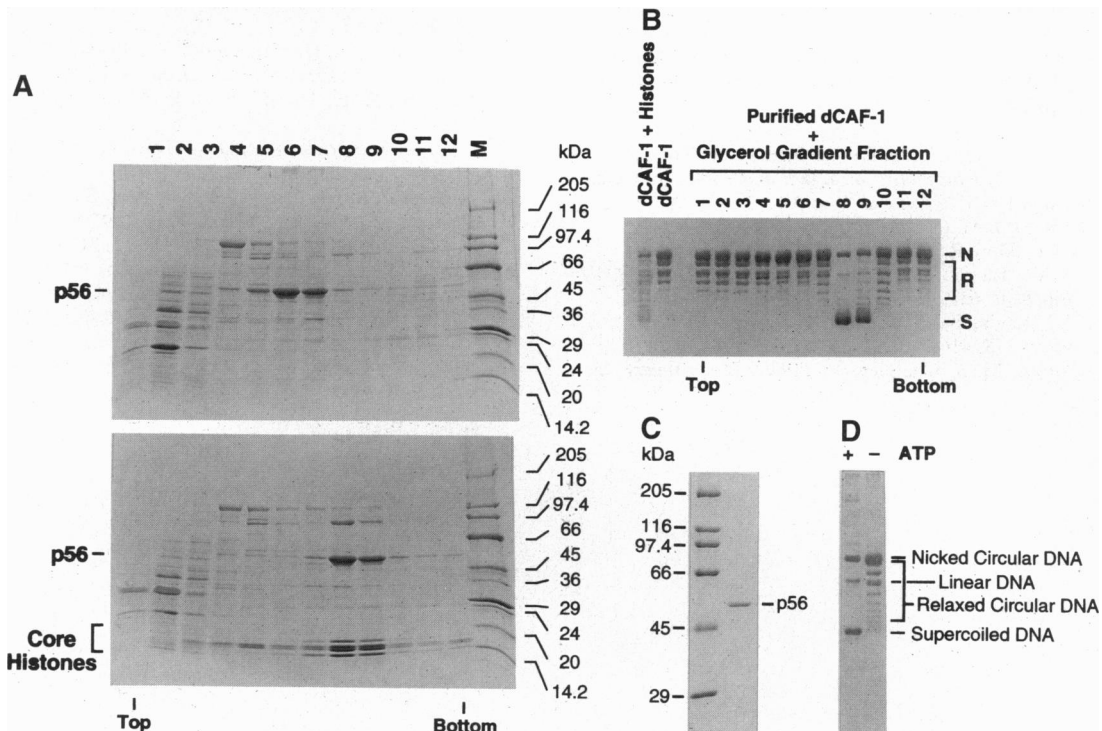 A
1 2 3 4 5 6 7 8 9 10 11 12 M
kDa
205
116
97.4
66
45
36
29
24
20
14.2
p56
205
116
97.4
66
45
36
29
24
20
14.2
p56
Core
Histones
Top
Bottom
B
dCAF-1 + Histones
dCAF-1
Purified dCAF-1
+
Glycerol Gradient Fraction
1 2 3 4 5 6 7 8 9 10 11 12
N
R
S
Top
Bottom
C
kDa
205
116
97.4
66
45
29
p56
D
+ – ATP
Nicked Circular DNA
Linear DNA
Relaxed Circular DNA
Supercoiled DNA